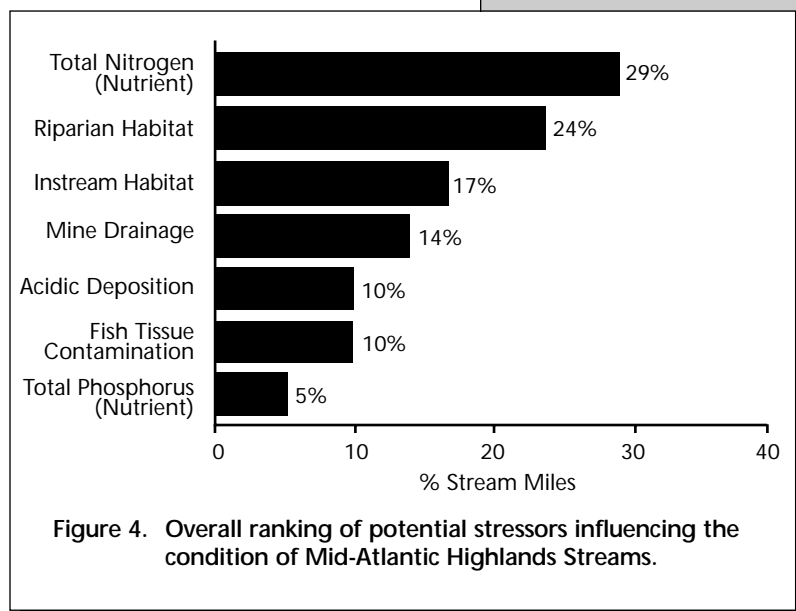 Total Nitrogen
(Nutrient)
29%
Riparian Habitat
24%
Instream Habitat
17%
Mine Drainage
14%
Acidic Deposition
10%
Fish Tissue
Contamination
10%
Total Phosphorus
(Nutrient)
5%
0 10 20 30 40
% Stream Miles
Figure 4. Overall ranking of potential stressors influencing the
condition of Mid-Atlantic Highlands Streams.